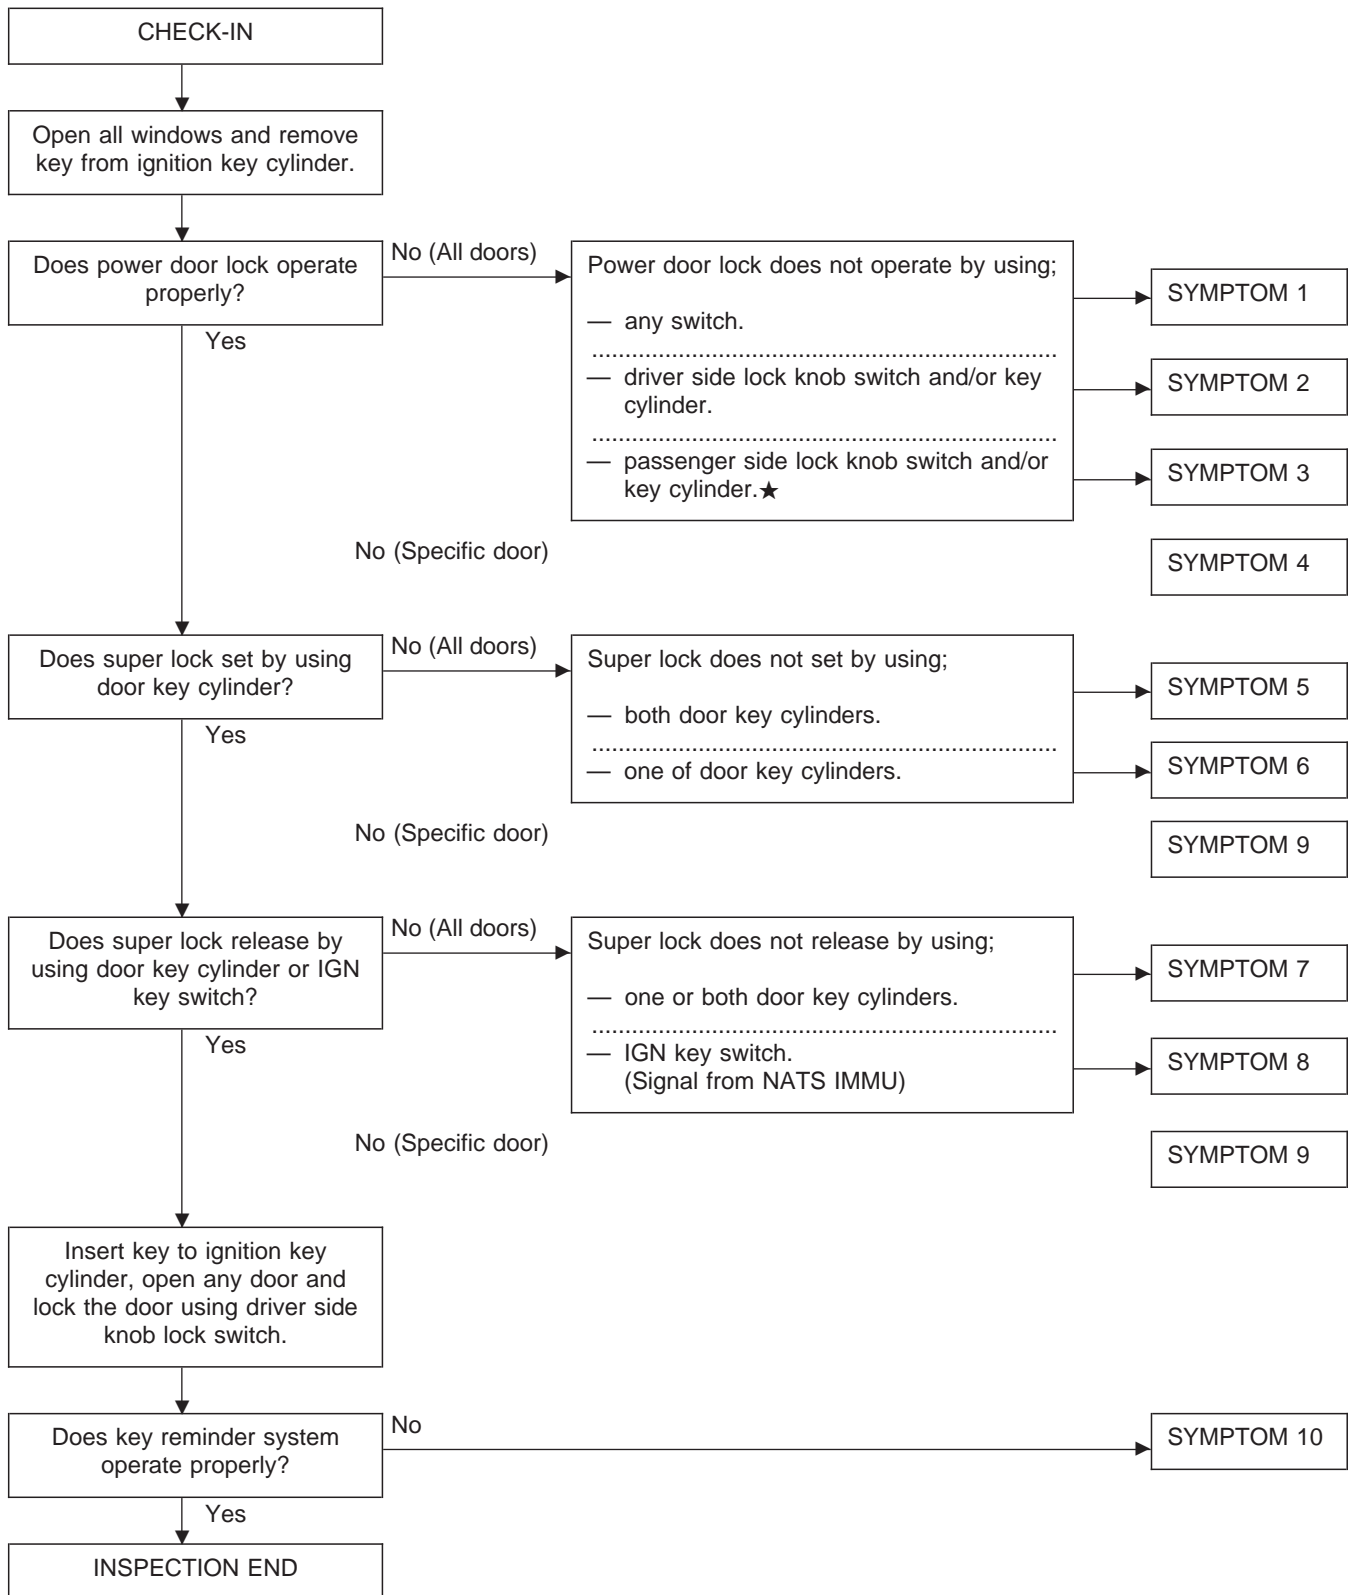 CHECK-IN
Open all windows and remove
key from ignition key cylinder.
Does power door lock operate
properly?
No (All doors)
Yes
Power door lock does not operate by using;
— any switch.
......................................................................
— driver side lock knob switch and/or key
cylinder.
......................................................................
— passenger side lock knob switch and/or
key cylinder.★
SYMPTOM 1
SYMPTOM 2
SYMPTOM 3
No (Specific door)
SYMPTOM 4
Does super lock set by using
door key cylinder?
No (All doors)
Yes
Super lock does not set by using;
— both door key cylinders.
......................................................................
— one of door key cylinders.
SYMPTOM 5
SYMPTOM 6
No (Specific door)
SYMPTOM 9
Does super lock release by
using door key cylinder or IGN
key switch?
No (All doors)
Yes
Super lock does not release by using;
— one or both door key cylinders.
......................................................................
— IGN key switch.
(Signal from NATS IMMU)
SYMPTOM 7
SYMPTOM 8
No (Specific door)
SYMPTOM 9
Insert key to ignition key
cylinder, open any door and
lock the door using driver side
knob lock switch.
Does key reminder system
operate properly?
No
SYMPTOM 10
Yes
INSPECTION END